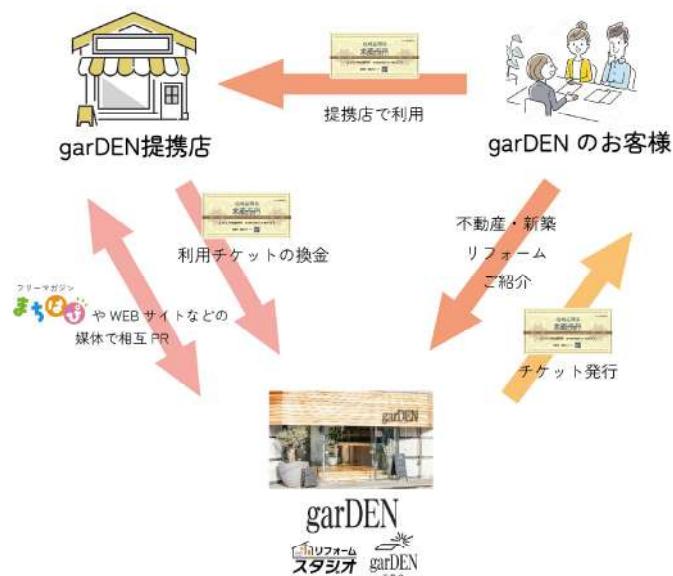 提携店で利用
garDEN提携店
garDEN のお客様
利用チケットの換金
不動産・新築
リフォーム
ご紹介
フリーマガジン
まちはぴ や WEB サイトなどの
媒体で相互 PR
チケット発行
garDEN
garDEN
リフォーム
スタジオ
garDEN